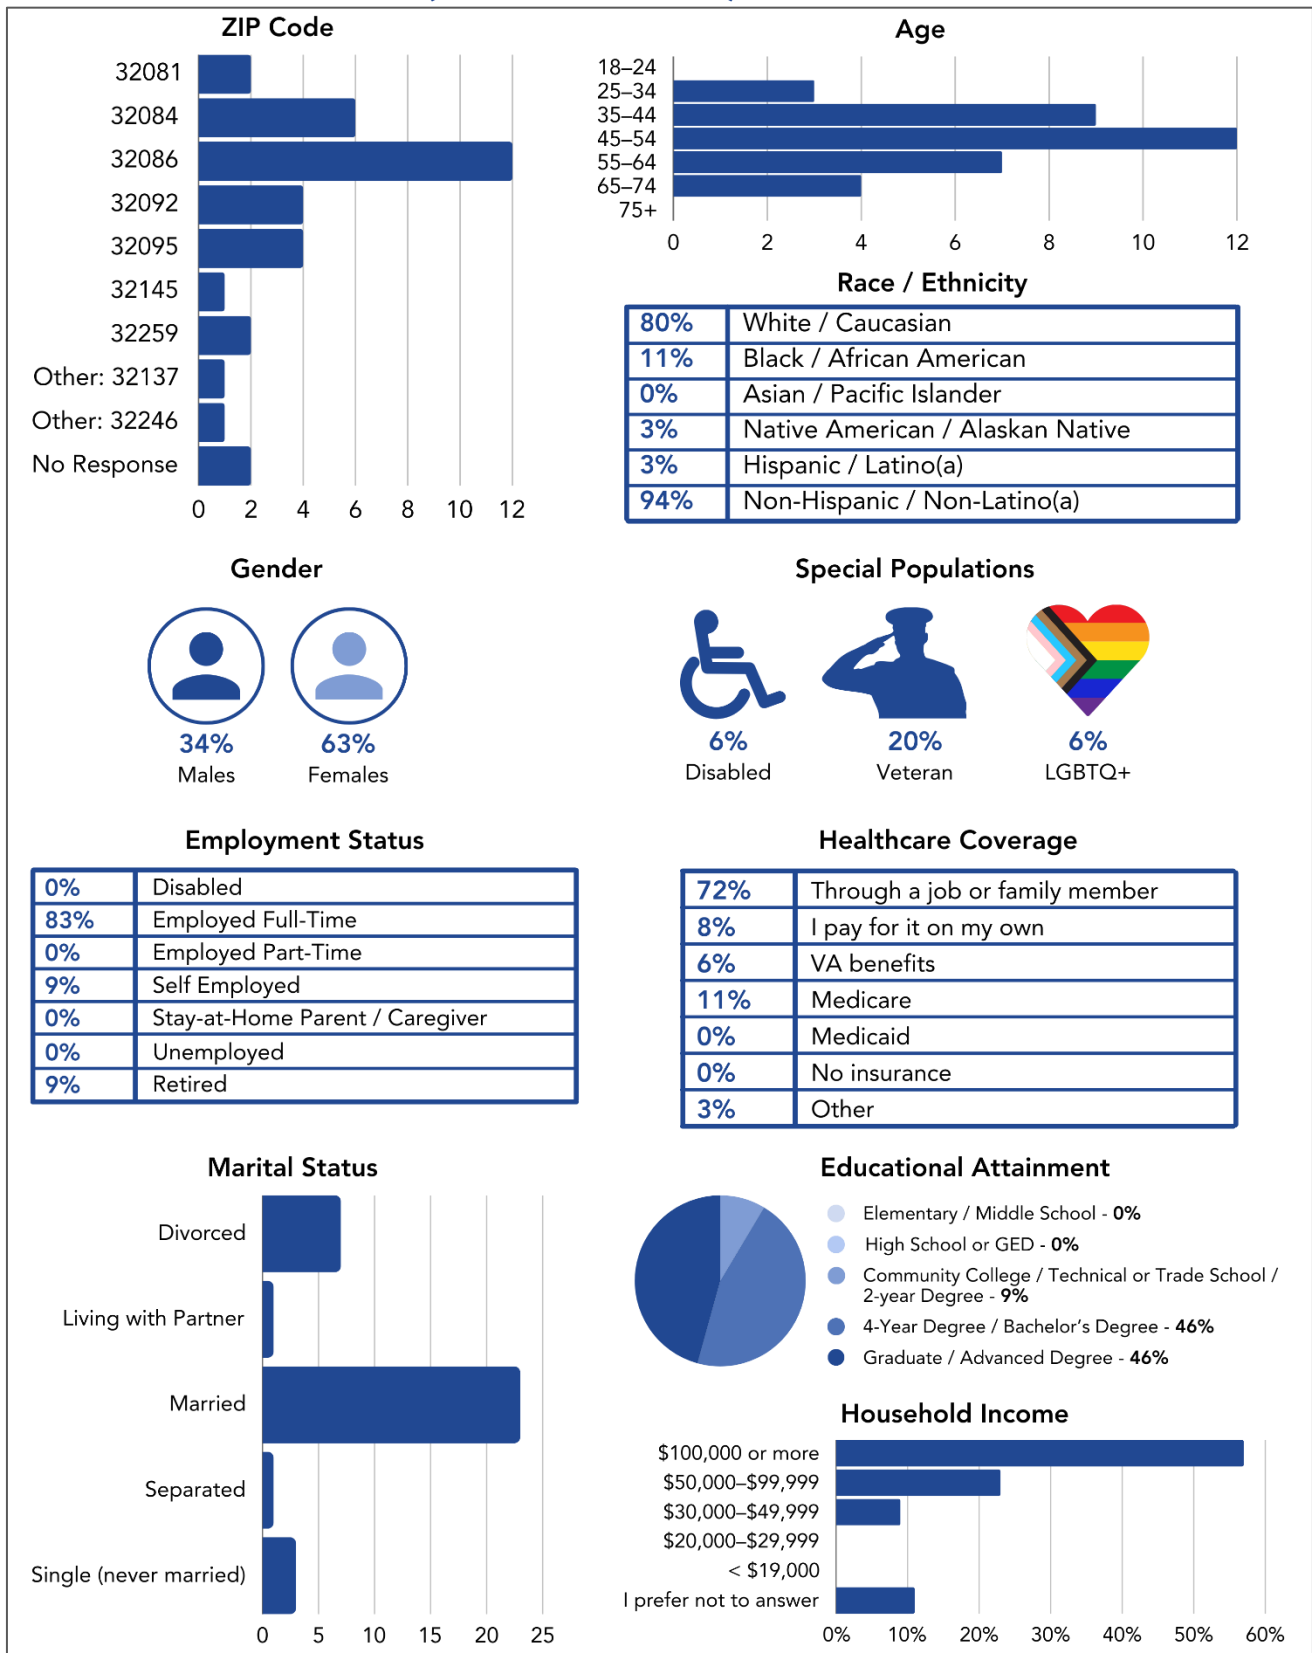 ZIP Code
32081
32084
32086
32092
32095
32145
32259
Other: 32137
Other: 32246
No Response
0 2 4 6 8 10 12
Age
18–24
25–34
35–44
45–54
55–64
65–74
75+
0 2 4 6 8 10 12
Race / Ethnicity
80% White / Caucasian
11% Black / African American
0% Asian / Pacific Islander
3% Native American / Alaskan Native
3% Hispanic / Latino(a)
94% Non-Hispanic / Non-Latino(a)
Gender
34% 63%
Males Females
Special Populations
6% 20% 6%
Disabled Veteran LGBTQ+
Employment Status
0% Disabled
83% Employed Full-Time
0% Employed Part-Time
9% Self Employed
0% Stay-at-Home Parent / Caregiver
0% Unemployed
9% Retired
Healthcare Coverage
72% Through a job or family member
8% I pay for it on my own
6% VA benefits
11% Medicare
0% Medicaid
0% No insurance
3% Other
Marital Status
Divorced
Living with Partner
Married
Separated
Single (never married)
0 5 10 15 20 25
Educational Attainment
Elementary / Middle School - 0%
High School or GED - 0%
Community College / Technical or Trade School /
2-year Degree - 9%
4-Year Degree / Bachelor's Degree - 46%
Graduate / Advanced Degree - 46%
Household Income
$100,000 or more
$50,000–$99,999
$30,000–$49,999
$20,000–$29,999
< $19,000
I prefer not to answer
0% 10% 20% 30% 40% 50% 60%